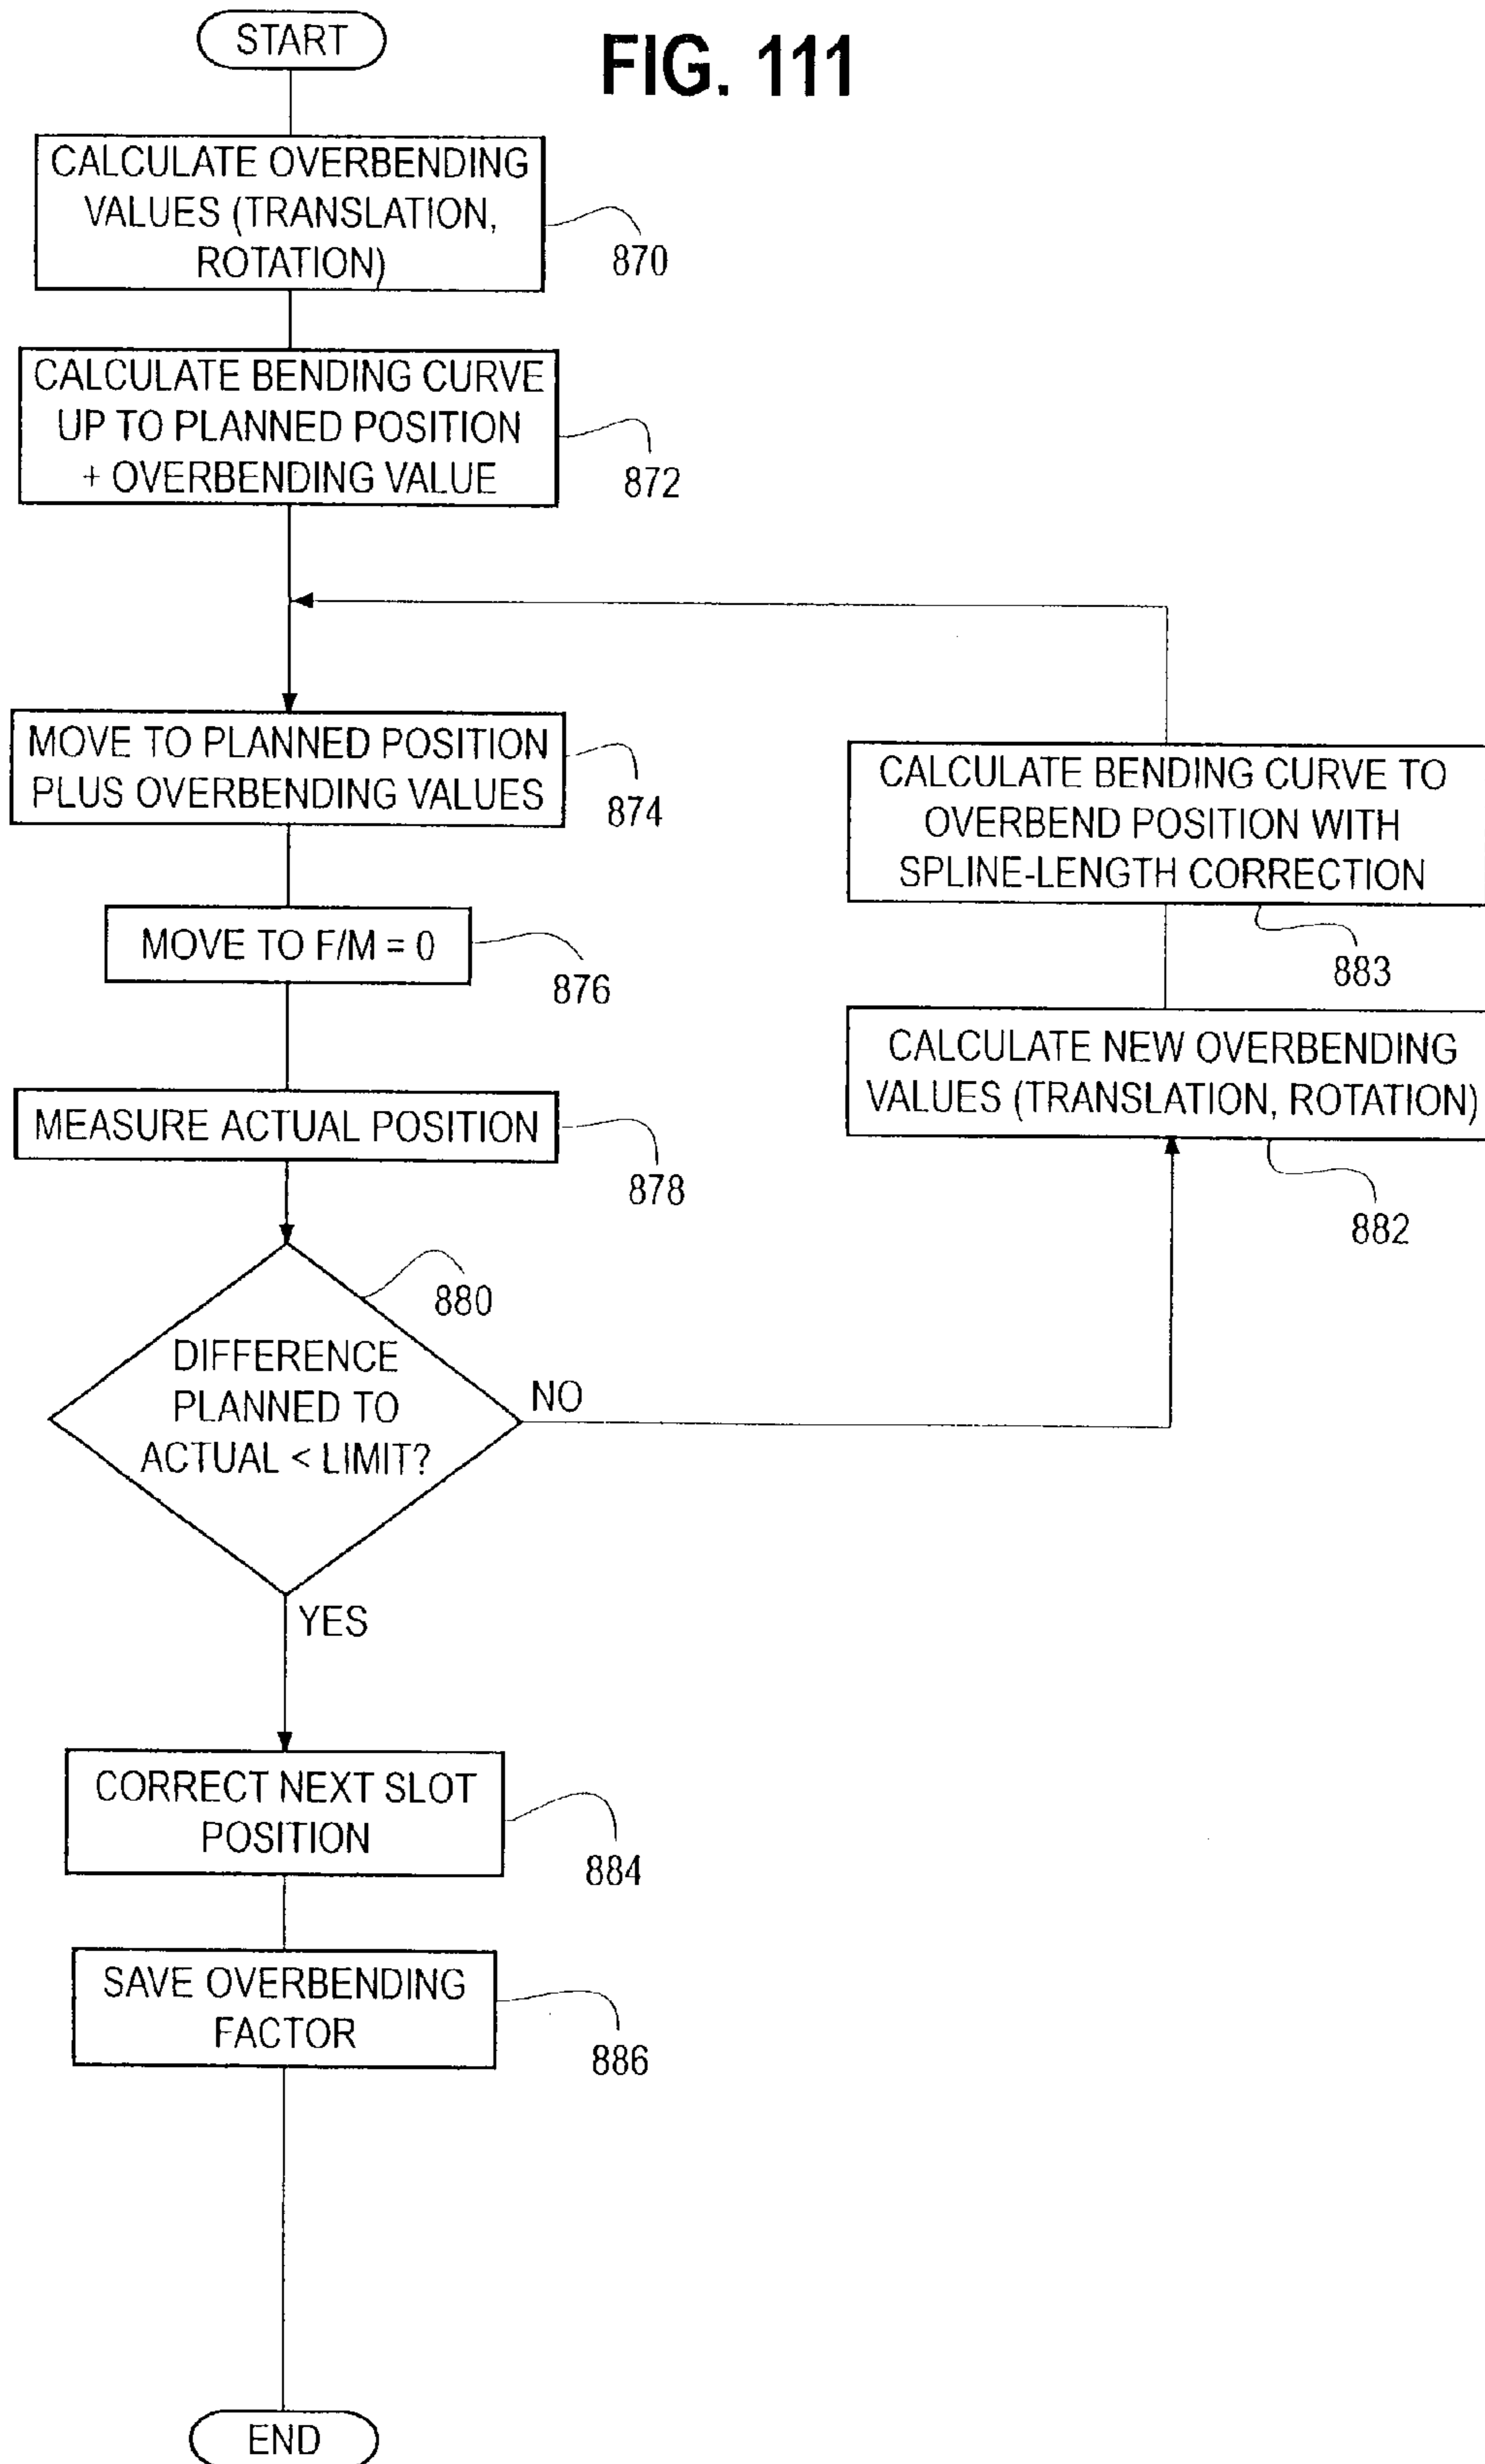 START
FIG. 111
CALCULATE OVERBENDING
VALUES (TRANSLATION,
ROTATION)
870
CALCULATE BENDING CURVE
UP TO PLANNED POSITION
+ OVERBENDING VALUE
872
MOVE TO PLANNED POSITION
PLUS OVERBENDING VALUES
874
CALCULATE BENDING CURVE TO
OVERBEND POSITION WITH
SPLINE-LENGTH CORRECTION
883
MOVE TO F/M = 0
876
CALCULATE NEW OVERBENDING
VALUES (TRANSLATION, ROTATION)
882
MEASURE ACTUAL POSITION
878
880
DIFFERENCE
PLANNED TO
ACTUAL < LIMIT?
NO
YES
CORRECT NEXT SLOT
POSITION
884
SAVE OVERBENDING
FACTOR
886
END